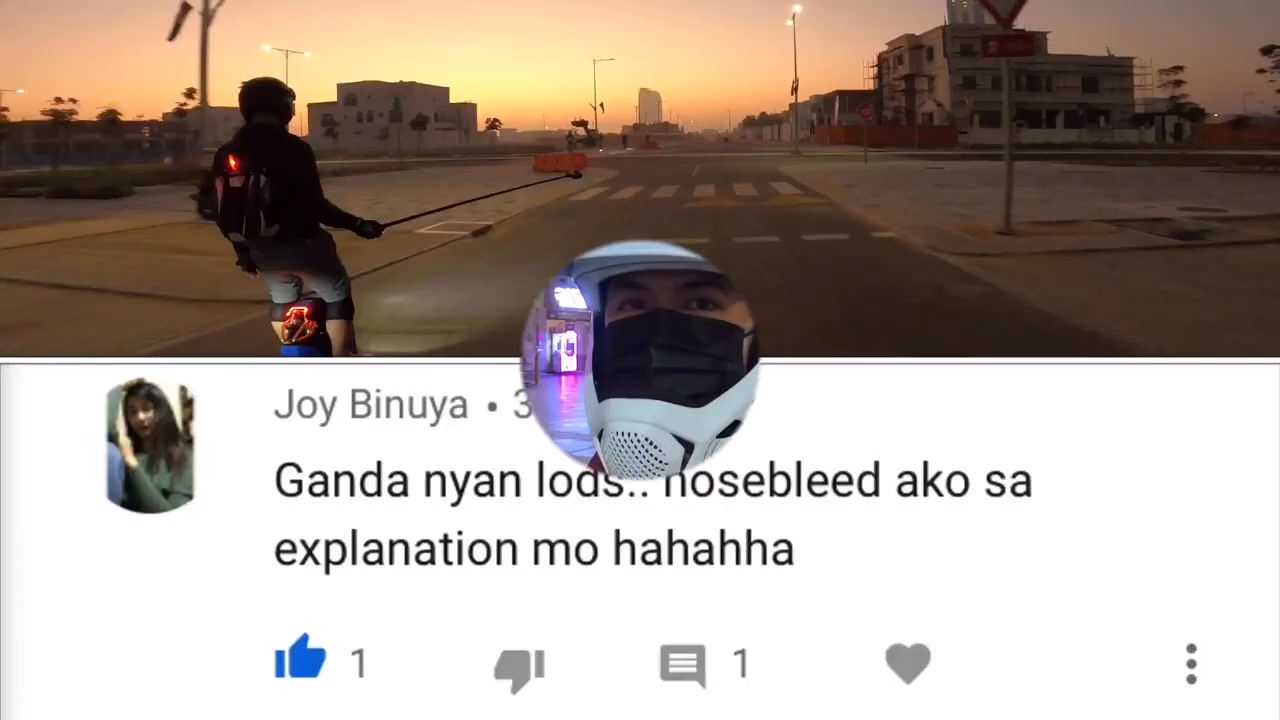 Joy Binuya • 3
Ganda nyan lods.. nosebleed ako sa
explanation mo hahahha
1
1